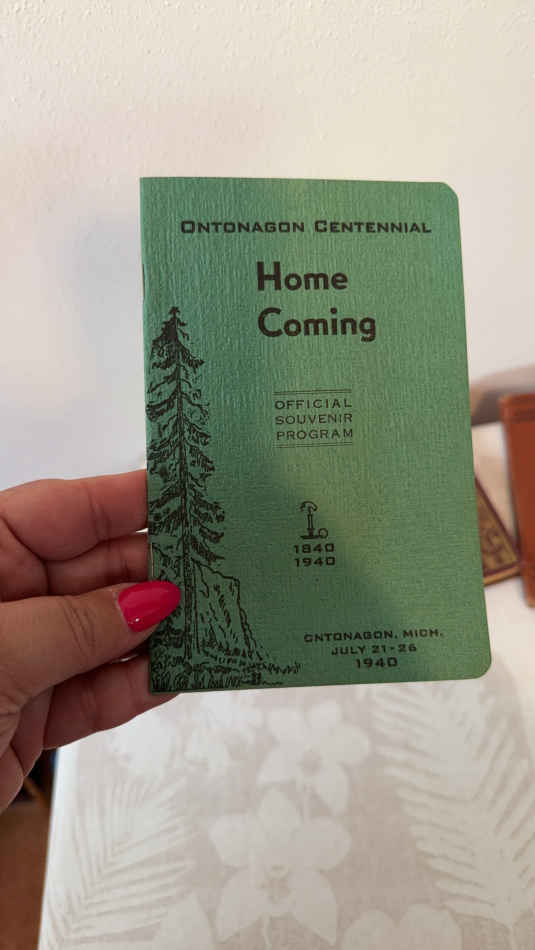 ONTONAGON CENTENNIAL
Home
Coming
OFFICIAL
SOUVENIR
PROGRAM
1840
1940
ONTONAGON, MICH.
JULY 21-26
1940